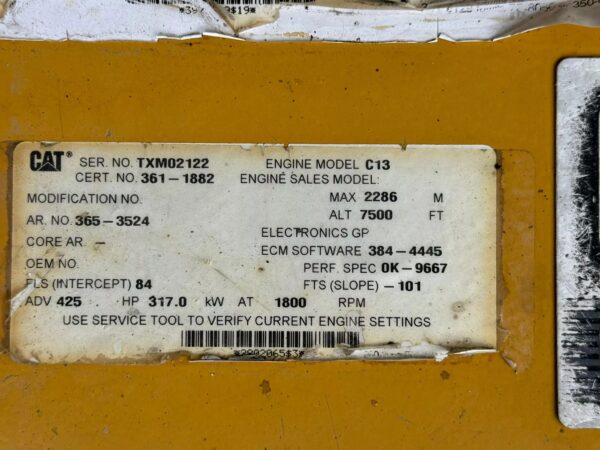 CAT® SER. NO. TXM02122 ENGINE MODEL C13
CERT. NO. 361-1882 ENGINE SALES MODEL:
MODIFICATION NO. MAX 2286 M
ALT 7500 FT
AR. NO. 365-3524 ELECTRONICS GP
CORE AR. - ECM SOFTWARE 384-4445
OEM NO. PERF. SPEC 0K-9667
FLS (INTERCEPT) 84 FTS (SLOPE) -101
ADV 425 HP 317.0 kW AT 1800 RPM
USE SERVICE TOOL TO VERIFY CURRENT ENGINE SETTINGS